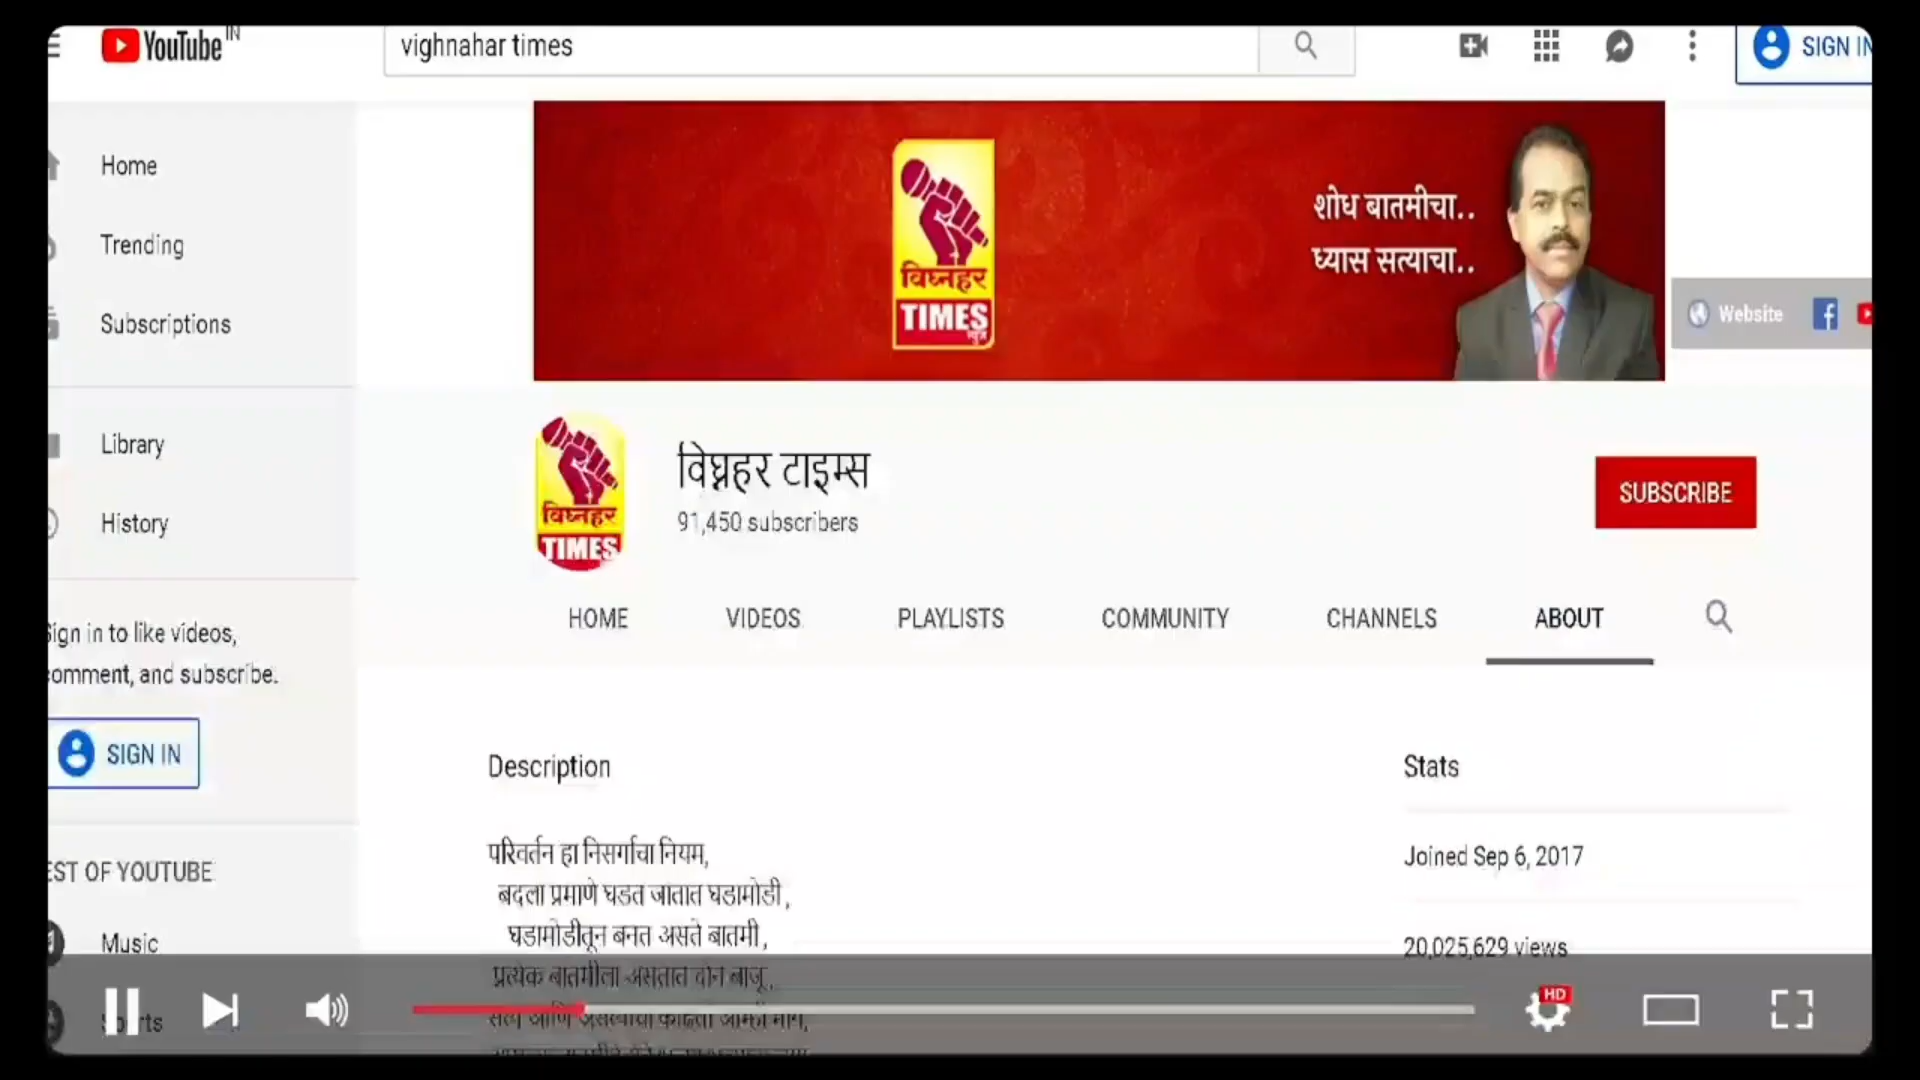 YouTube IN
vighnahar times
SIGN IN
Home
Trending
Subscriptions
Library
History
Sign in to like videos,
comment, and subscribe.
SIGN IN
EST OF YOUTUBE
Music
विघ्नहर
TIMES
न्युज
शोध बातमीचा..
ध्यास सत्याचा..
Website
विघ्नहर
TIMES
विघ्नहर टाइम्स
91,450 subscribers
SUBSCRIBE
HOME VIDEOS PLAYLISTS COMMUNITY CHANNELS ABOUT
Description
परिवर्तन हा निसर्गाचा नियम,
बदला प्रमाणे घडत जातात घडामोडी,
घडामोडीतून बनत असते बातमी,
प्रत्येक बातमीला असतात दोन बाजू,
Stats
Joined Sep 6, 2017
20,025,629 views
HD